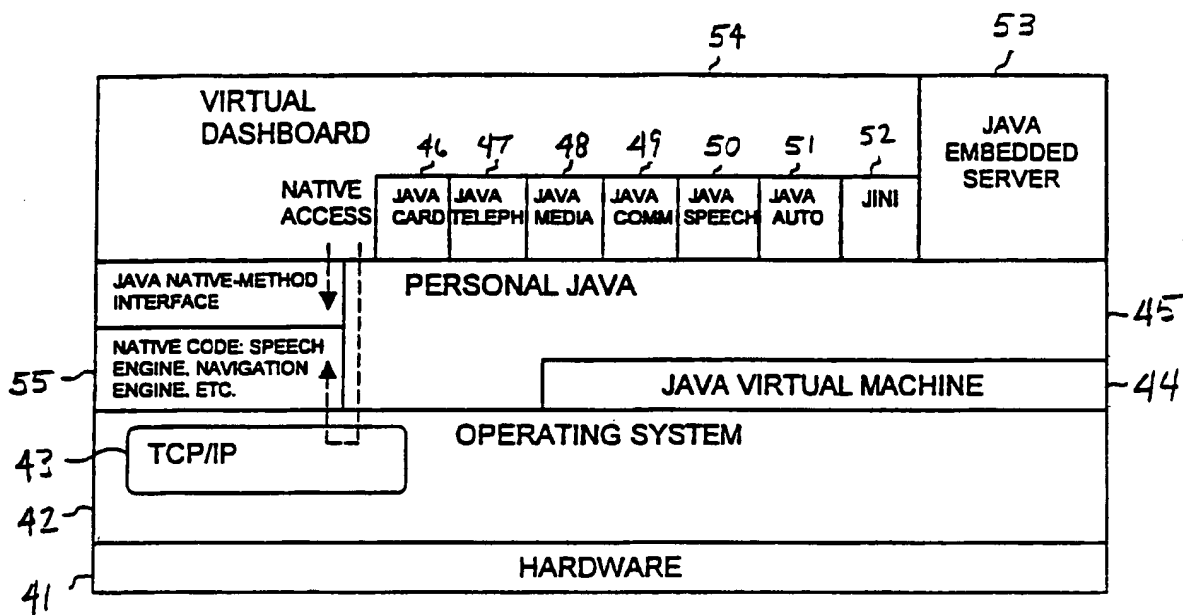 53
54
VIRTUAL
DASHBOARD
46
47
48
49
50
51
52
JAVA
EMBEDDED
SERVER
NATIVE
ACCESS
JAVA
CARD
JAVA
TELEPH
JAVA
MEDIA
JAVA
COMM
JAVA
SPEECH
JAVA
AUTO
JINI
JAVA NATIVE-METHOD
INTERFACE
PERSONAL JAVA
45
NATIVE CODE: SPEECH
ENGINE, NAVIGATION
ENGINE, ETC.
55
JAVA VIRTUAL MACHINE
44
OPERATING SYSTEM
TCP/IP
43
42
HARDWARE
41